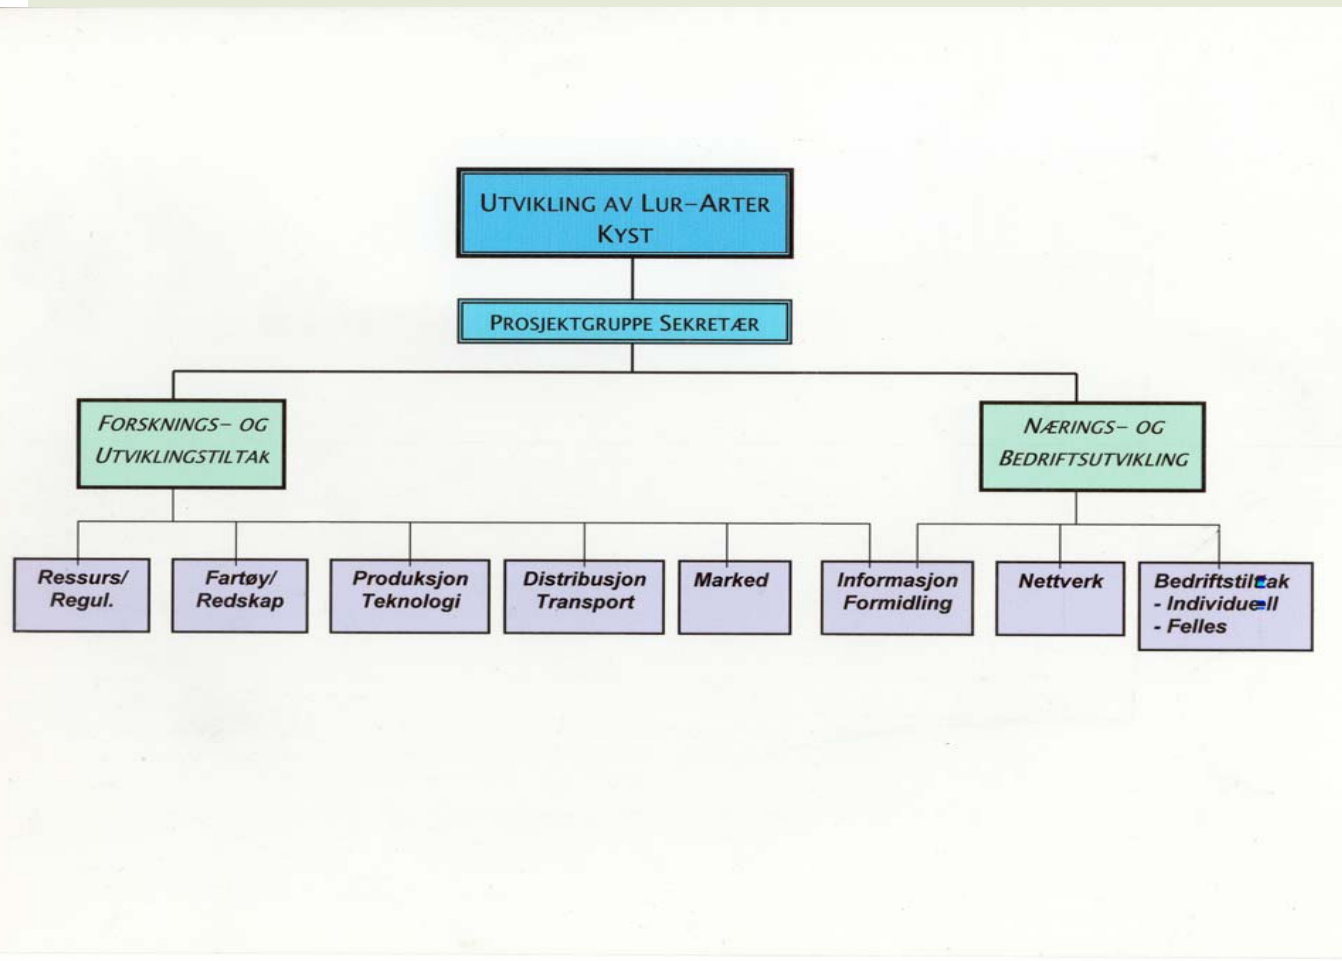 UTVIKLING AV LUR-ARTER
KYST
PROSJEKTGRUPPE SEKRETÆR
FORSKNINGS- OG
UTVIKLINGSTILTAK
NÆRINGS- OG
BEDRIFTSUTVIKLING
Ressurs/
Regul.
Fartøy/
Redskap
Produksjon
Teknologi
Distribusjon
Transport
Marked
Informasjon
Formidling
Nettverk
Bedriftstiltak
- Individuell
- Felles